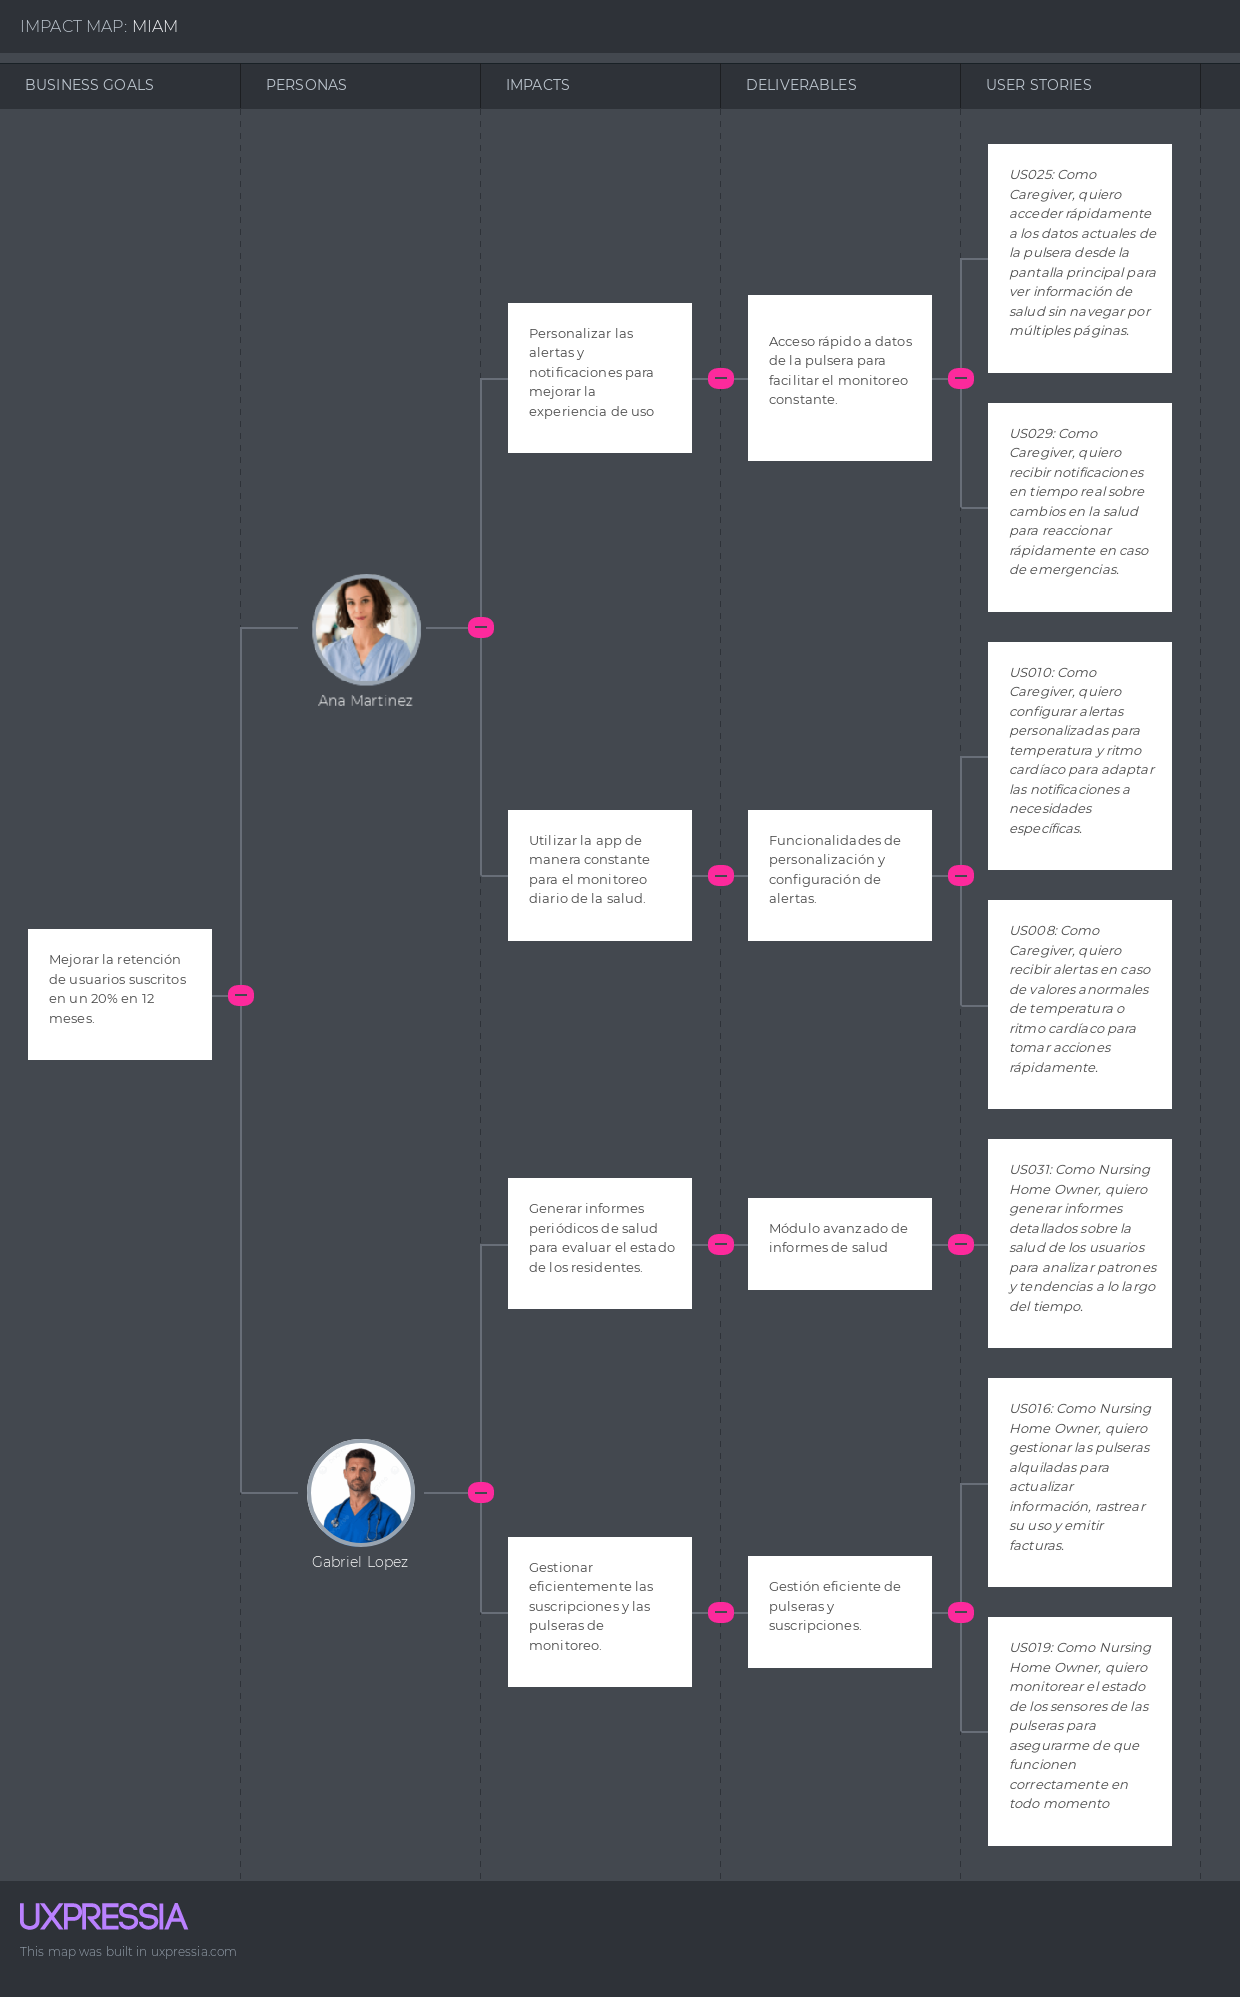 IMPACT MAP: MIAM
BUSINESS GOALS
PERSONAS
IMPACTS
DELIVERABLES
USER STORIES
Mejorar la retención
de usuarios suscritos
en un 20% en 12
meses.
Ana Martinez
Personalizar las
alertas y
notificaciones para
mejorar la
experiencia de uso
Acceso rápido a datos
de la pulsera para
facilitar el monitoreo
constante.
US025: Como
Caregiver, quiero
acceder rápidamente
a los datos actuales de
la pulsera desde la
pantalla principal para
ver información de
salud sin navegar por
múltiples páginas.
US029: Como
Caregiver, quiero
recibir notificaciones
en tiempo real sobre
cambios en la salud
para reaccionar
rápidamente en caso
de emergencias.
Utilizar la app de
manera constante
para el monitoreo
diario de la salud.
Funcionalidades de
personalización y
configuración de
alertas.
US010: Como
Caregiver, quiero
configurar alertas
personalizadas para
temperatura y ritmo
cardíaco para adaptar
las notificaciones a
necesidades
específicas.
US008: Como
Caregiver, quiero
recibir alertas en caso
de valores anormales
de temperatura o
ritmo cardíaco para
tomar acciones
rápidamente.
Gabriel Lopez
Generar informes
periódicos de salud
para evaluar el estado
de los residentes.
Módulo avanzado de
informes de salud
US031: Como Nursing
Home Owner, quiero
generar informes
detallados sobre la
salud de los usuarios
para analizar patrones
y tendencias a lo largo
del tiempo.
Gestionar
eficientemente las
suscripciones y las
pulseras de
monitoreo.
Gestión eficiente de
pulseras y
suscripciones.
US016: Como Nursing
Home Owner, quiero
gestionar las pulseras
alquiladas para
actualizar
información, rastrear
su uso y emitir
facturas.
US019: Como Nursing
Home Owner, quiero
monitorear el estado
de los sensores de las
pulseras para
asegurarme de que
funcionen
correctamente en
todo momento
UXPRESSIA
This map was built in uxpressia.com